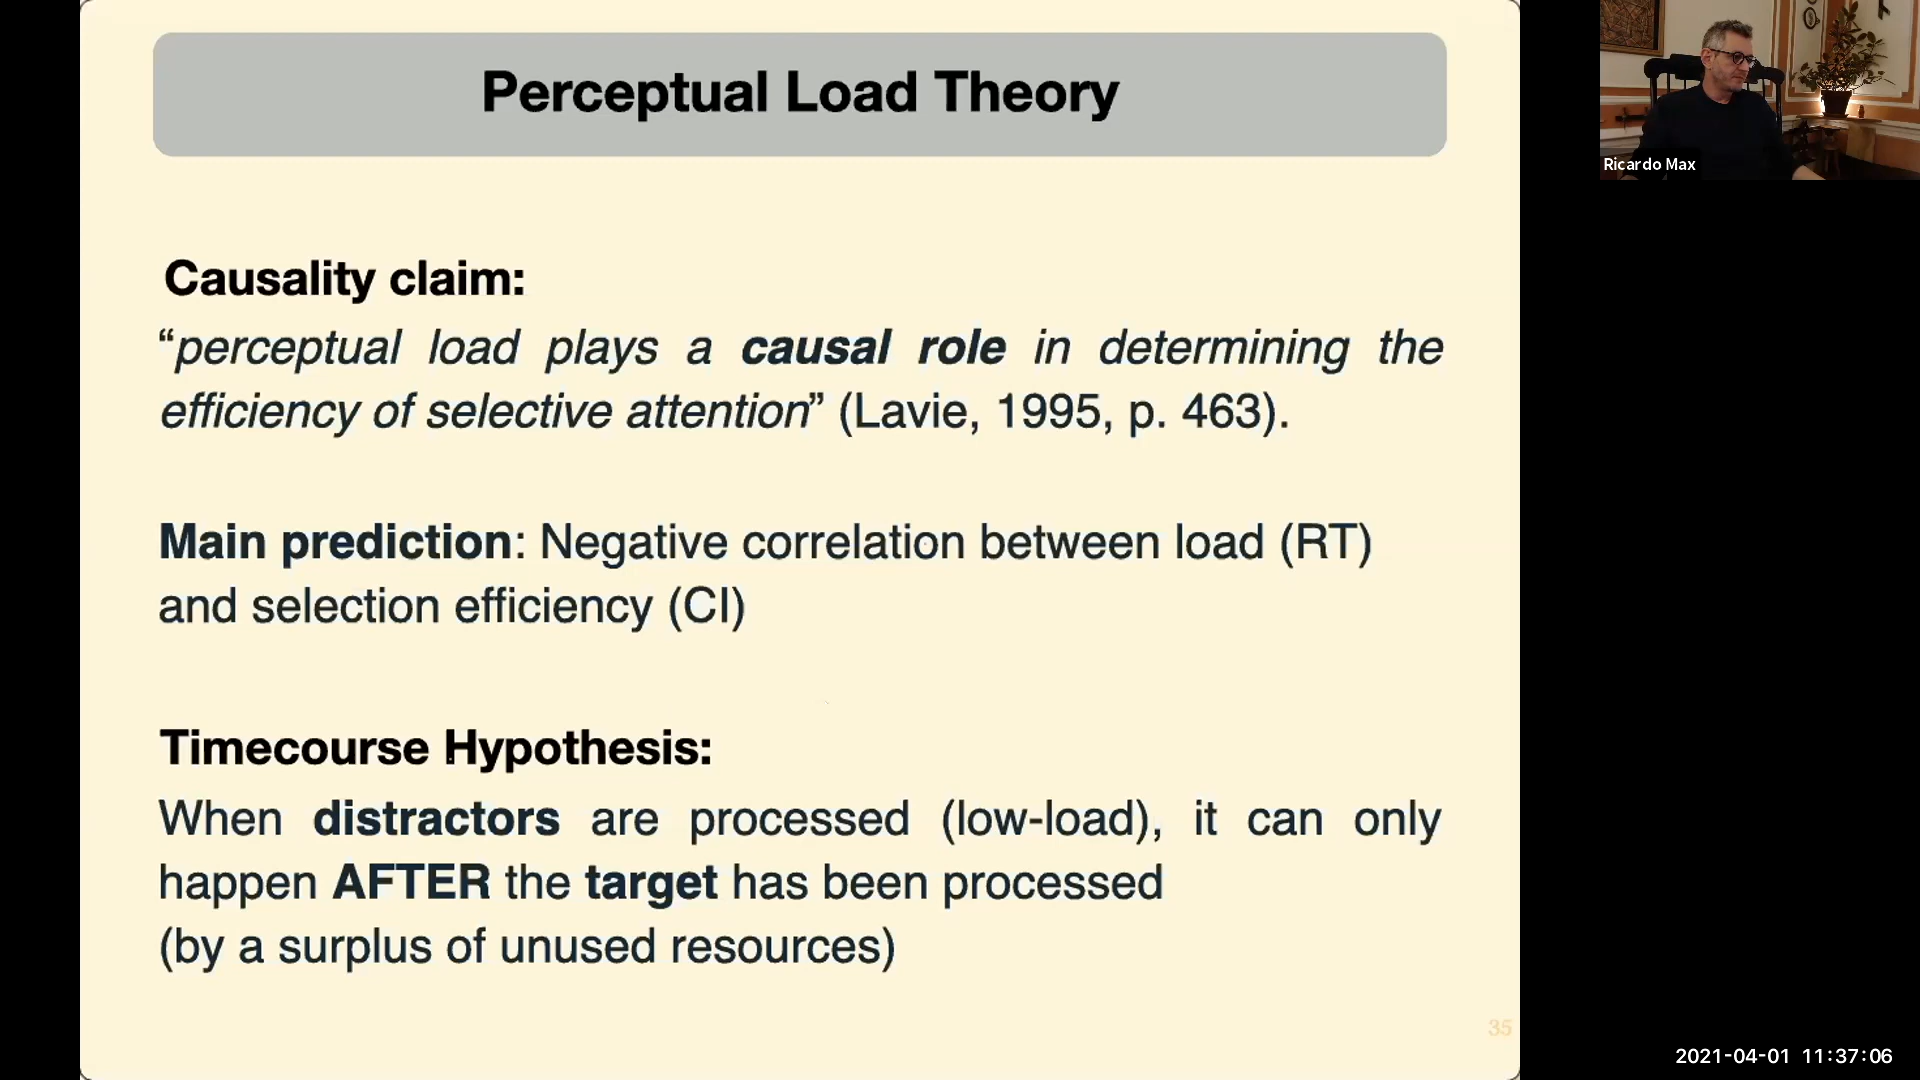 Perceptual Load Theory
Causality claim:
“perceptual load plays a causal role in determining the
efficiency of selective attention” (Lavie, 1995, p. 463).
Main prediction: Negative correlation between load (RT)
and selection efficiency (CI)
Timecourse Hypothesis:
When distractors are processed (low-load), it can only
happen AFTER the target has been processed
(by a surplus of unused resources)
35
Ricardo Max
2021-04-01 11:37:06